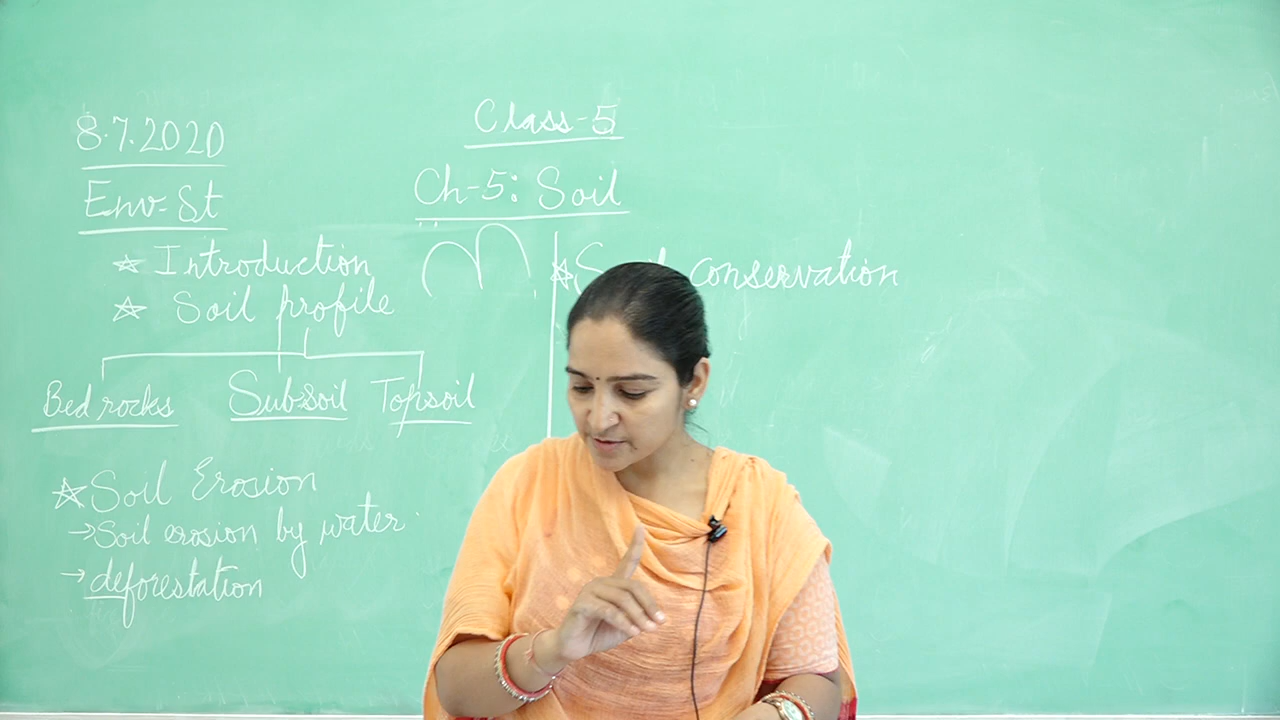 8.7.2020
Class-5
Env-St
Ch-5: Soil
☆ Introduction
☆ Soil profile
Bed rocks Subsoil Topsoil
☆ Soil Erosion
→ Soil erosion by water.
→ deforestation
☆ Soil conservation